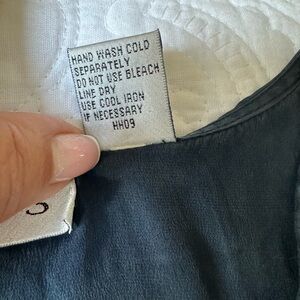 HAND WASH COLD
SEPARATELY
DO NOT USE BLEACH
LINE DRY
USE COOL IRON
IF NECESSARY
HH09